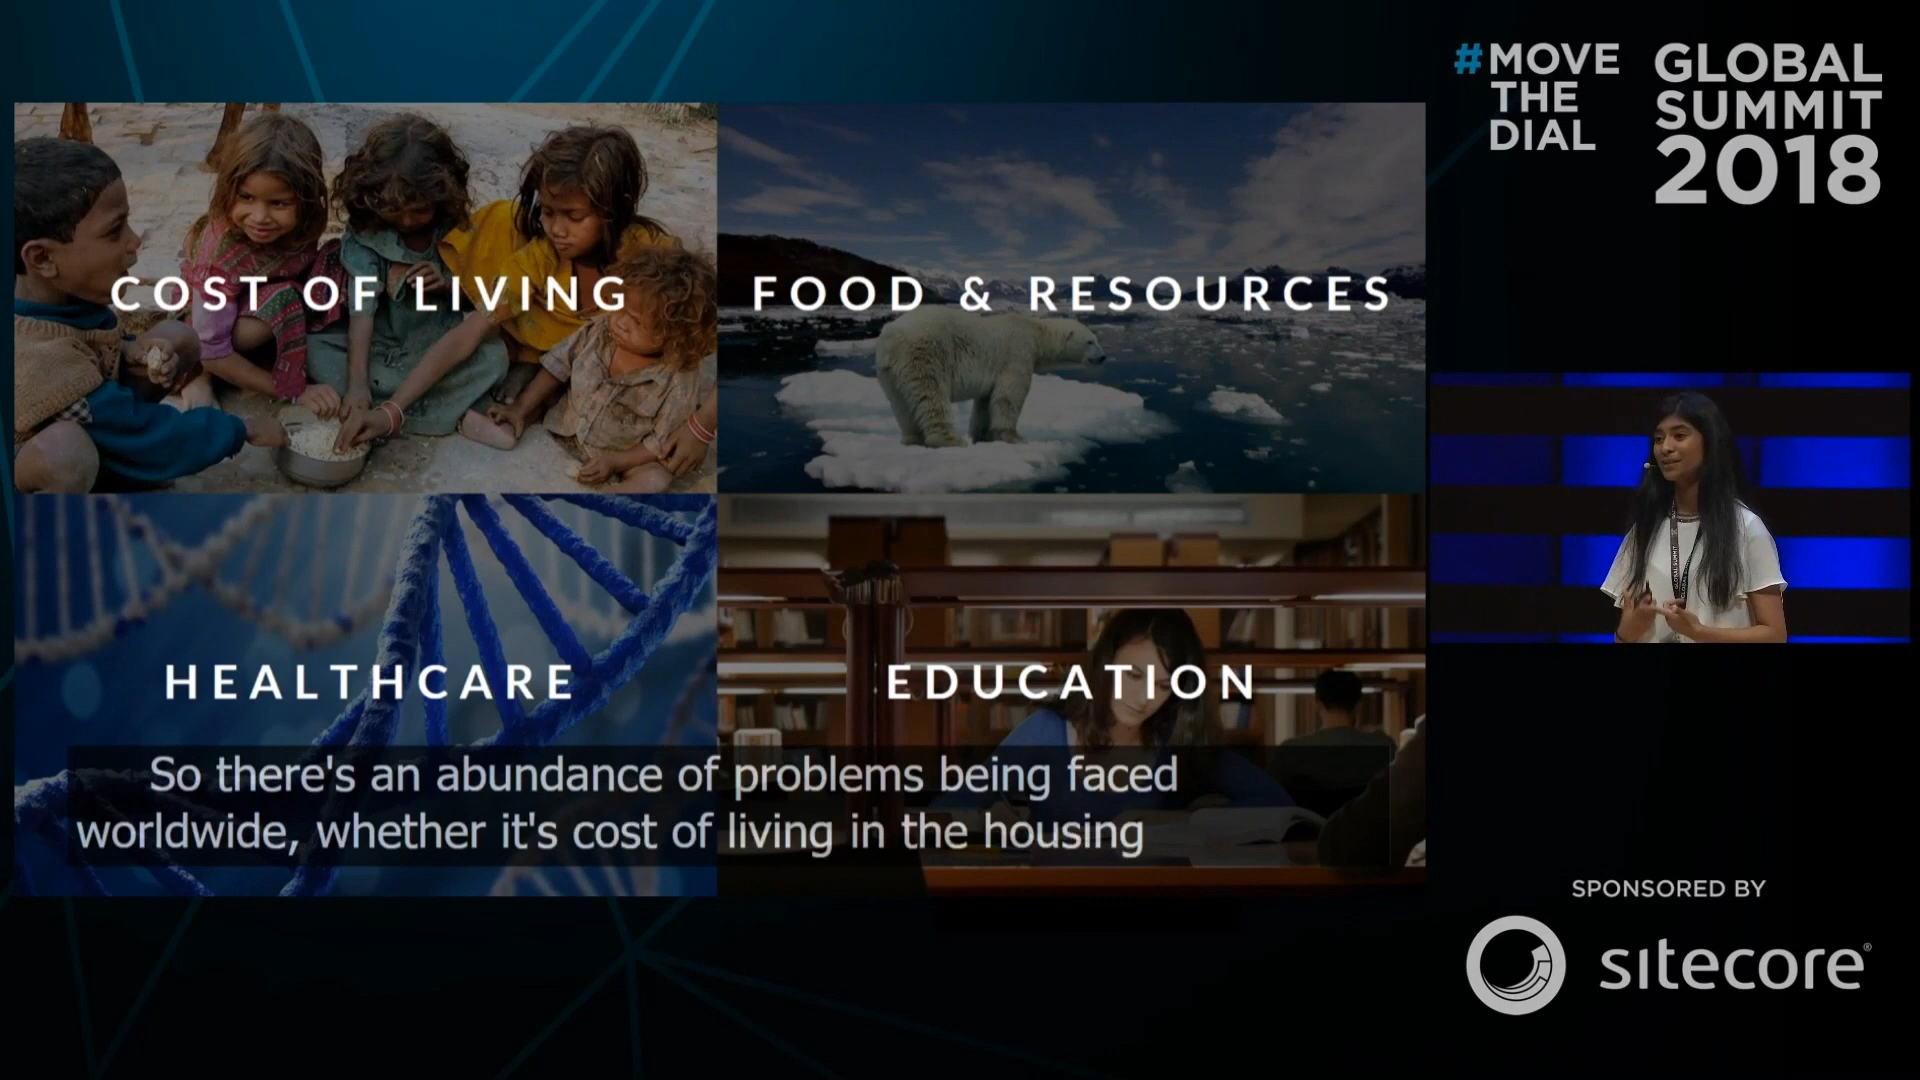 #MOVE
THE
DIAL
GLOBAL
SUMMIT
2018
COST OF LIVING
FOOD & RESOURCES
HEALTHCARE
EDUCATION
So there's an abundance of problems being faced
worldwide, whether it's cost of living in the housing
SPONSORED BY
sitecore®